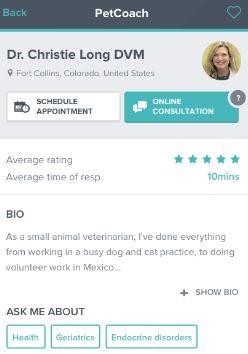 Back PetCoach
Dr. Christie Long DVM
Fort Collins, Colorado, United States
SCHEDULE
APPOINTMENT
ONLINE
CONSULTATION
?
Average rating
Average time of resp. 10mins
BIO
As a small animal veterinarian, I've done everything
from working in a busy dog and cat practice, to doing
volunteer work in Mexico...
+ SHOW BIO
ASK ME ABOUT
Health Geriatrics Endocrine disorders